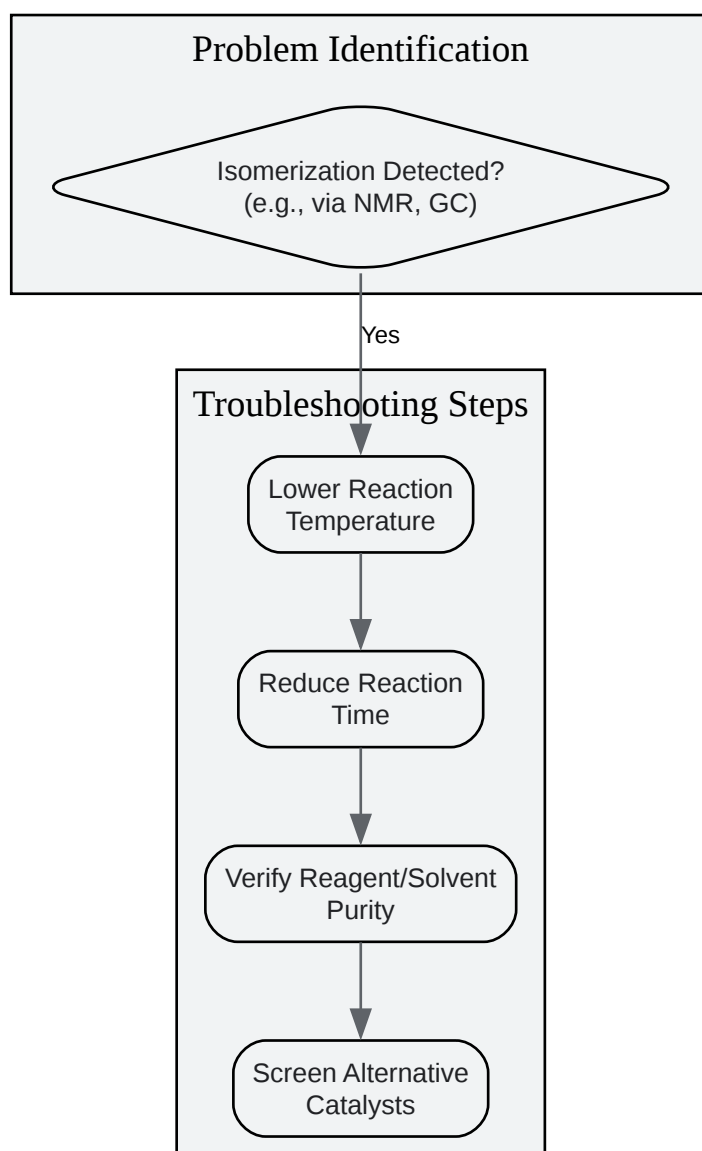 Problem Identification
Isomerization Detected?
(e.g., via NMR, GC)
Yes
Troubleshooting Steps
Lower Reaction
Temperature
Reduce Reaction
Time
Verify Reagent/Solvent
Purity
Screen Alternative
Catalysts